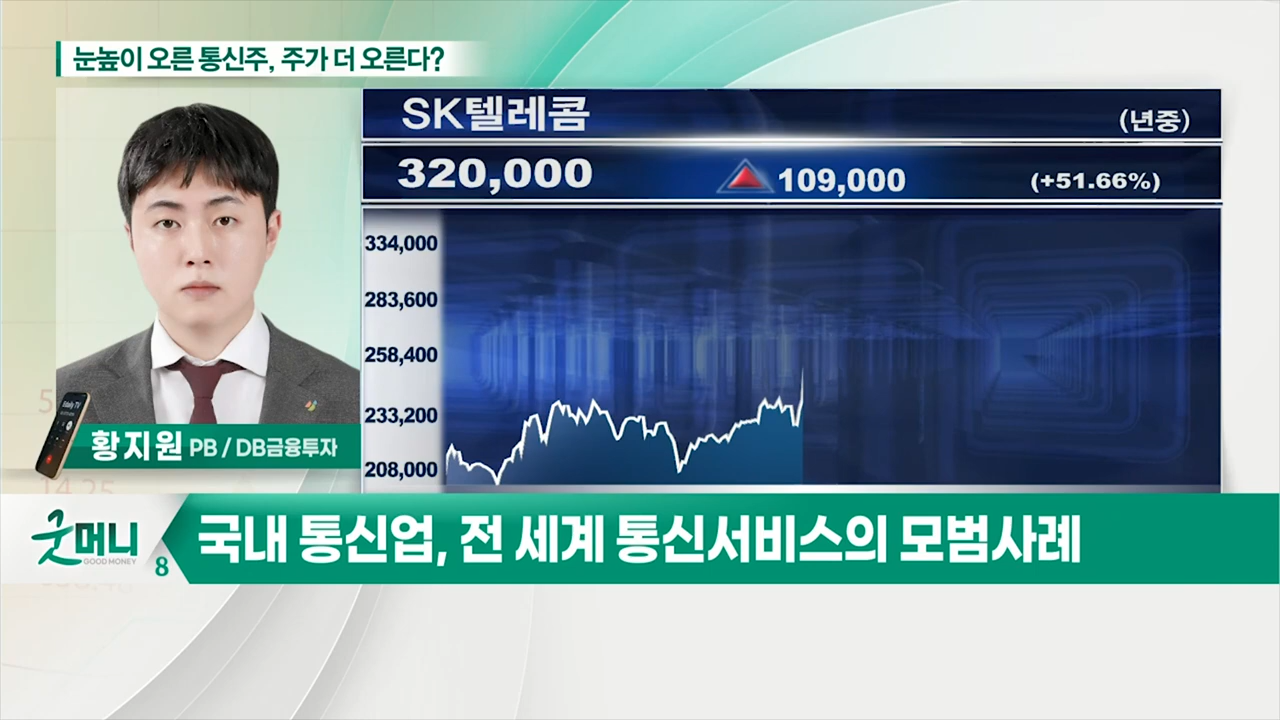 눈높이 오른 통신주, 주가 더 오른다?
SK텔레콤
(년중)
320,000
109,000
(+51.66%)
334,000
283,600
258,400
233,200
208,000
황지원 PB / DB금융투자
굿머니
GOOD MONEY
8
국내 통신업, 전 세계 통신서비스의 모범사례